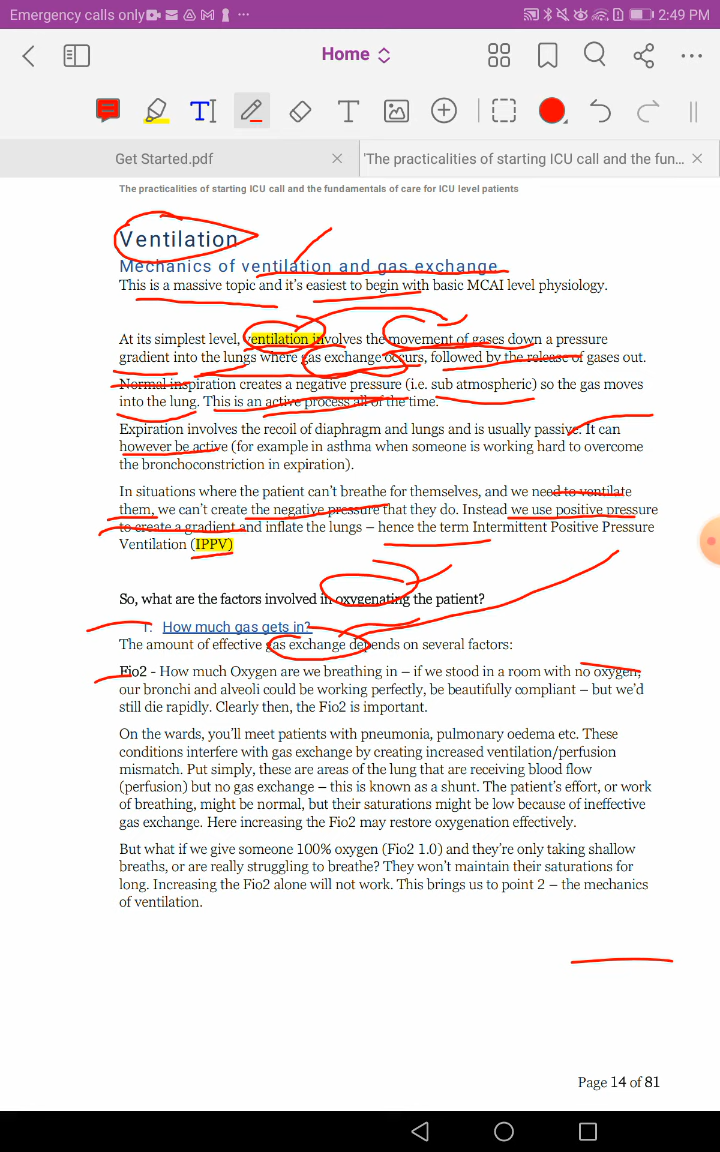 Emergency calls only
2:49 PM
Home
Get Started.pdf
'The practicalities of starting ICU call and the fun...
The practicalities of starting ICU call and the fundamentals of care for ICU level patients
Ventilation
Mechanics of ventilation and gas exchange
This is a massive topic and it's easiest to begin with basic MCAI level physiology.
At its simplest level, ventilation involves the movement of gases down a pressure
gradient into the lungs where gas exchange occurs, followed by the release of gases out.
Normal inspiration creates a negative pressure (i.e. sub atmospheric) so the gas moves
into the lung. This is an active process all of the time.
Expiration involves the recoil of diaphragm and lungs and is usually passive. It can
however be active (for example in asthma when someone is working hard to overcome
the bronchoconstriction in expiration).
In situations where the patient can't breathe for themselves, and we need to ventilate
them, we can't create the negative pressure that they do. Instead we use positive pressure
to create a gradient and inflate the lungs – hence the term Intermittent Positive Pressure
Ventilation (IPPV)
So, what are the factors involved in oxygenating the patient?
1. How much gas gets in?
The amount of effective gas exchange depends on several factors:
Fio2 - How much Oxygen are we breathing in – if we stood in a room with no oxygen,
our bronchi and alveoli could be working perfectly, be beautifully compliant – but we'd
still die rapidly. Clearly then, the Fio2 is important.
On the wards, you'll meet patients with pneumonia, pulmonary oedema etc. These
conditions interfere with gas exchange by creating increased ventilation/perfusion
mismatch. Put simply, these are areas of the lung that are receiving blood flow
(perfusion) but no gas exchange – this is known as a shunt. The patient's effort, or work
of breathing, might be normal, but their saturations might be low because of ineffective
gas exchange. Here increasing the Fio2 may restore oxygenation effectively.
But what if we give someone 100% oxygen (Fio2 1.0) and they're only taking shallow
breaths, or are really struggling to breathe? They won't maintain their saturations for
long. Increasing the Fio2 alone will not work. This brings us to point 2 – the mechanics
of ventilation.
Page 14 of 81